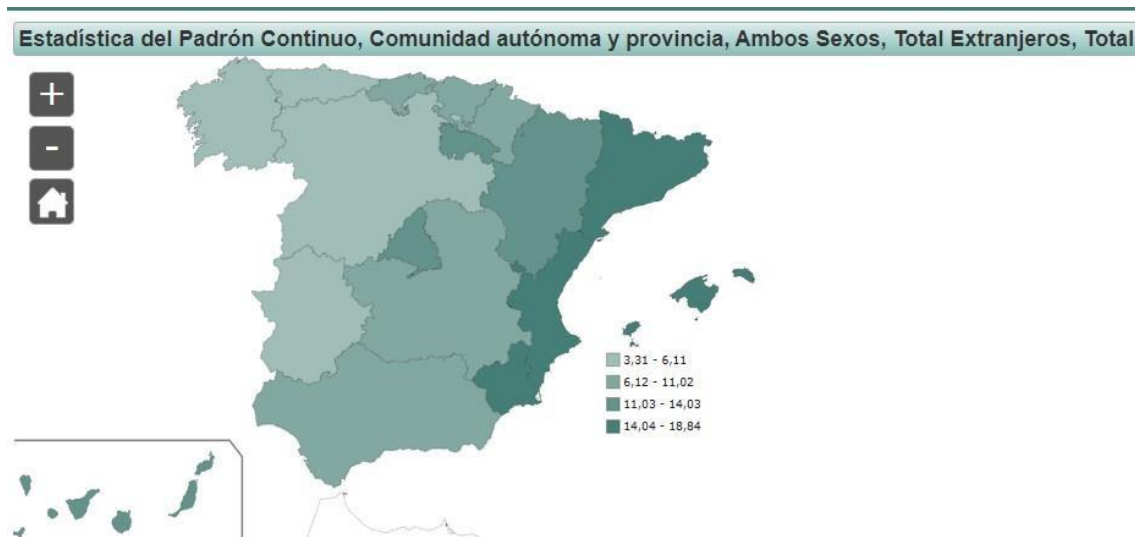 Estadística del Padrón Continuo, Comunidad autónoma y provincia, Ambos Sexos, Total Extranjeros, Total
+
-
3,31 - 6,11
6,12 - 11,02
11,03 - 14,03
14,04 - 18,84